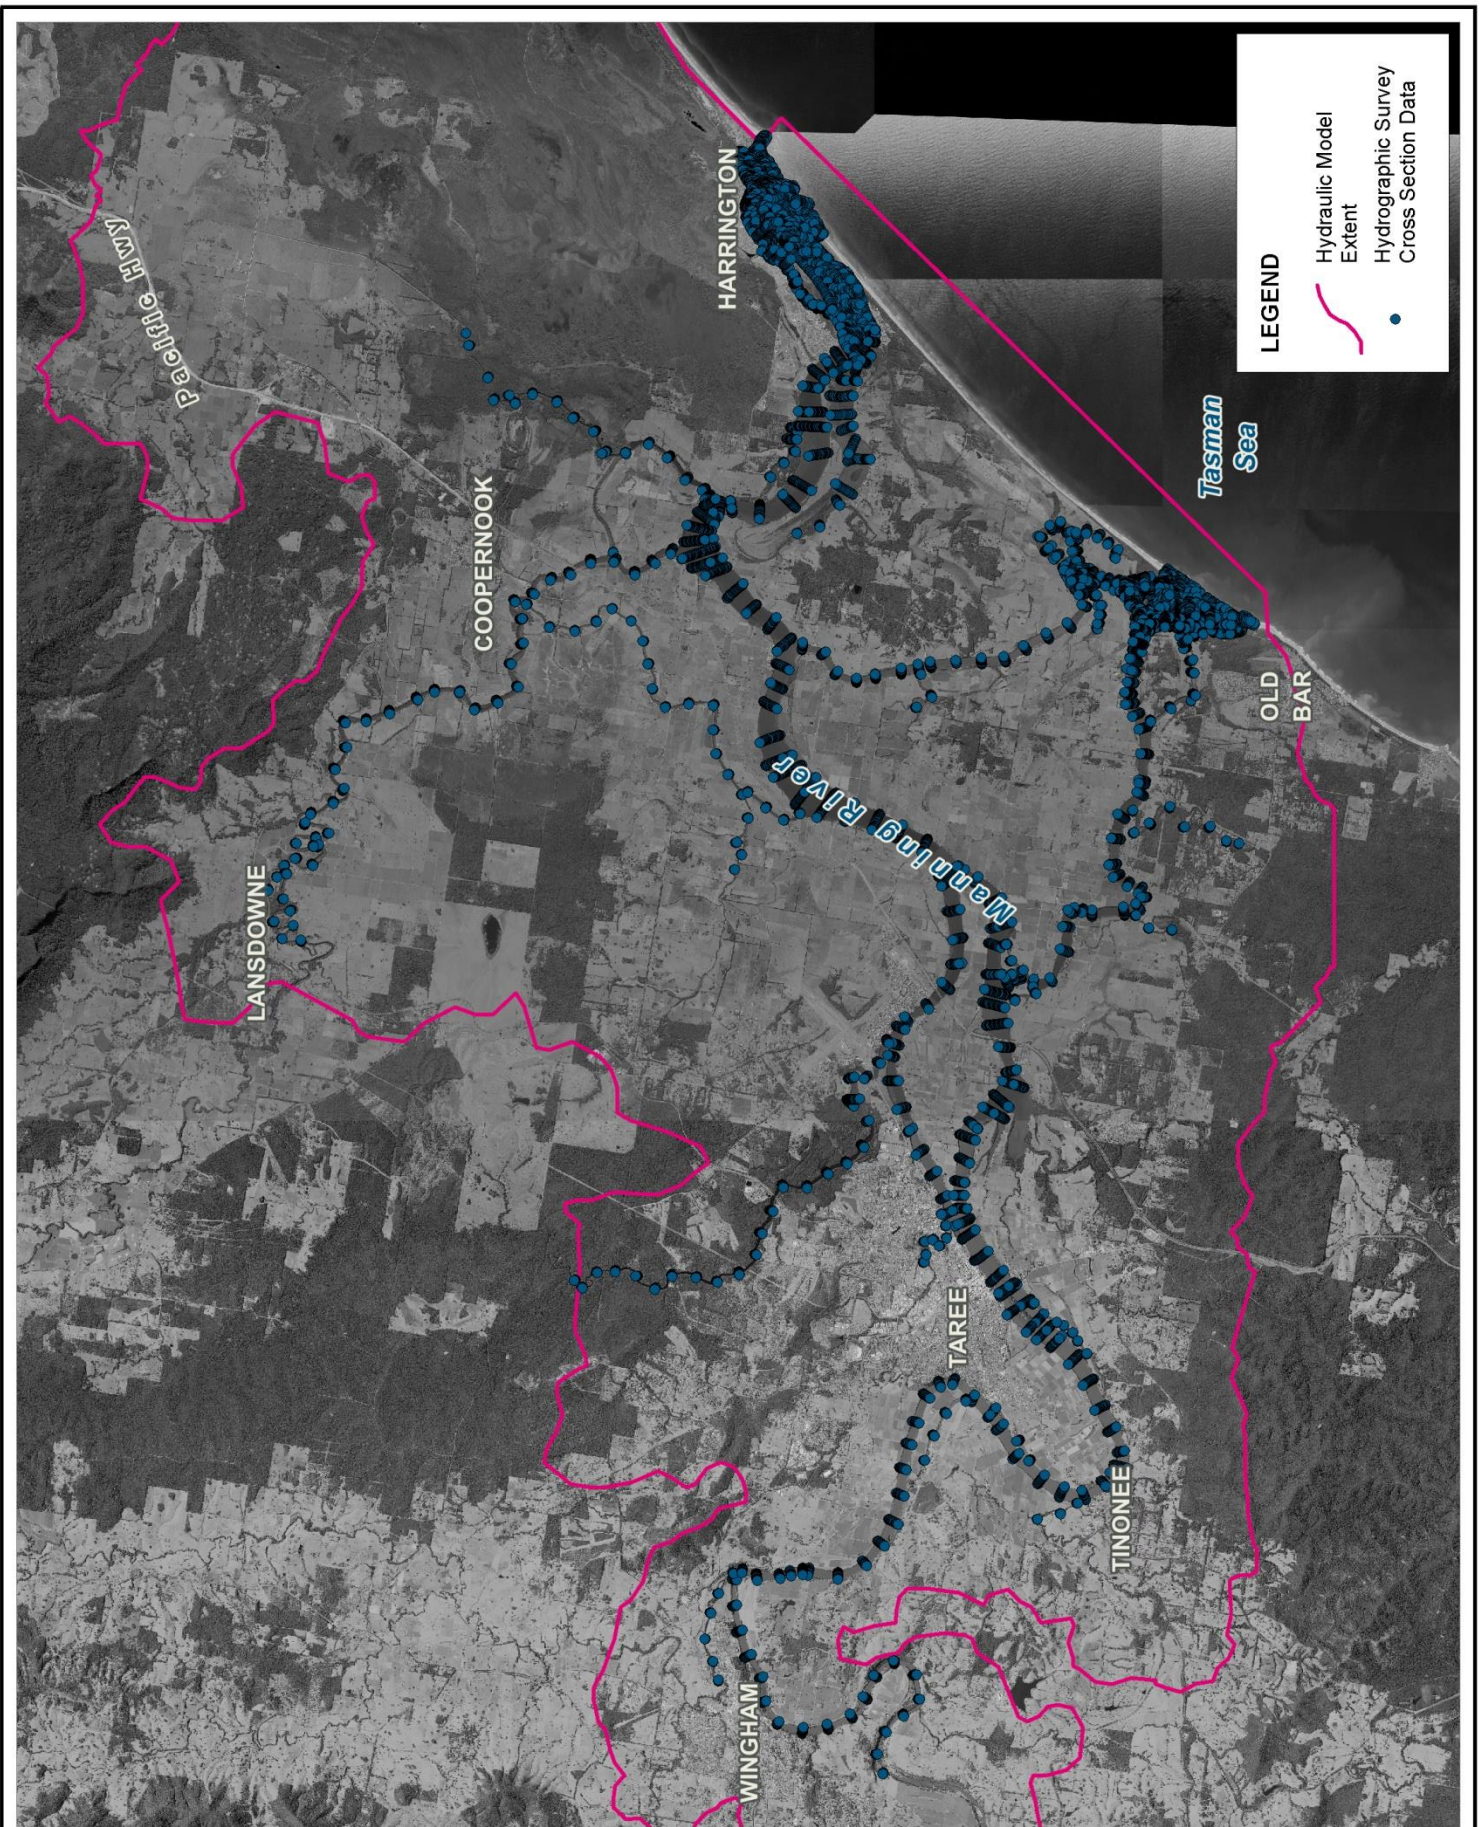 Pacific Hwy
HARRINGTON
COOPERNOOK
LANSDOWNE
Manning River
Tasman
Sea
OLD
BAR
TAREE
TINONEE
WINGHAM
LEGEND
Hydraulic Model
Extent
Hydrographic Survey
Cross Section Data